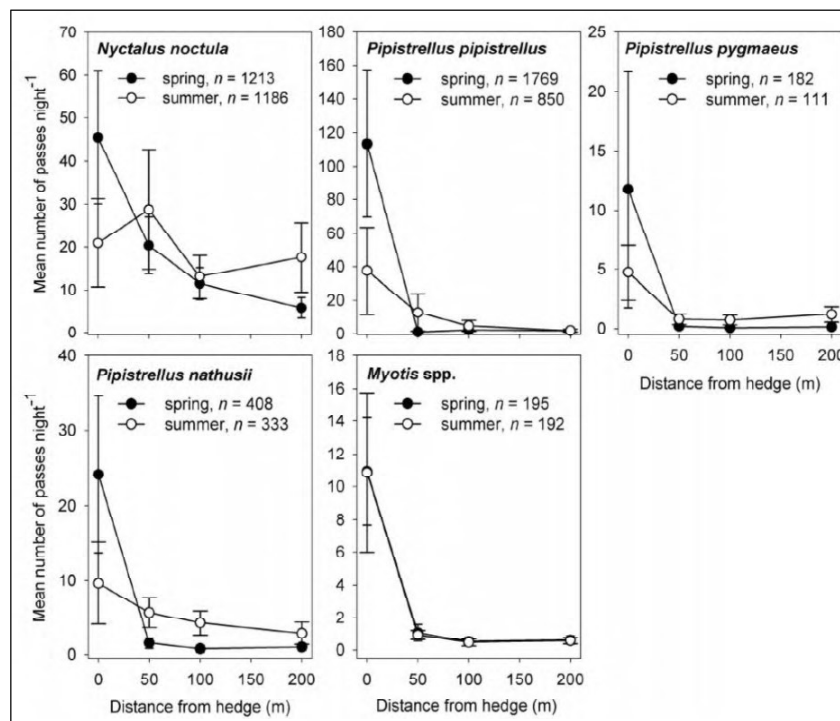 Nyctalus noctula
spring, n = 1213
summer, n = 1186
70
60
50
40
30
20
10
0
Mean number of passes night⁻¹
Pipistrellus pipistrellus
spring, n = 1769
summer, n = 850
180
160
140
120
100
80
60
40
20
0
Pipistrellus pygmaeus
spring, n = 182
summer, n = 111
25
20
15
10
5
0
0 50 100 150 200
Distance from hedge (m)
Pipistrellus nathusii
spring, n = 408
summer, n = 333
40
30
20
10
0
Mean number of passes night⁻¹
0 50 100 150 200
Distance from hedge (m)
Myotis spp.
spring, n = 195
summer, n = 192
18
16
14
12
10
8
6
4
2
0
0 50 100 150 200
Distance from hedge (m)